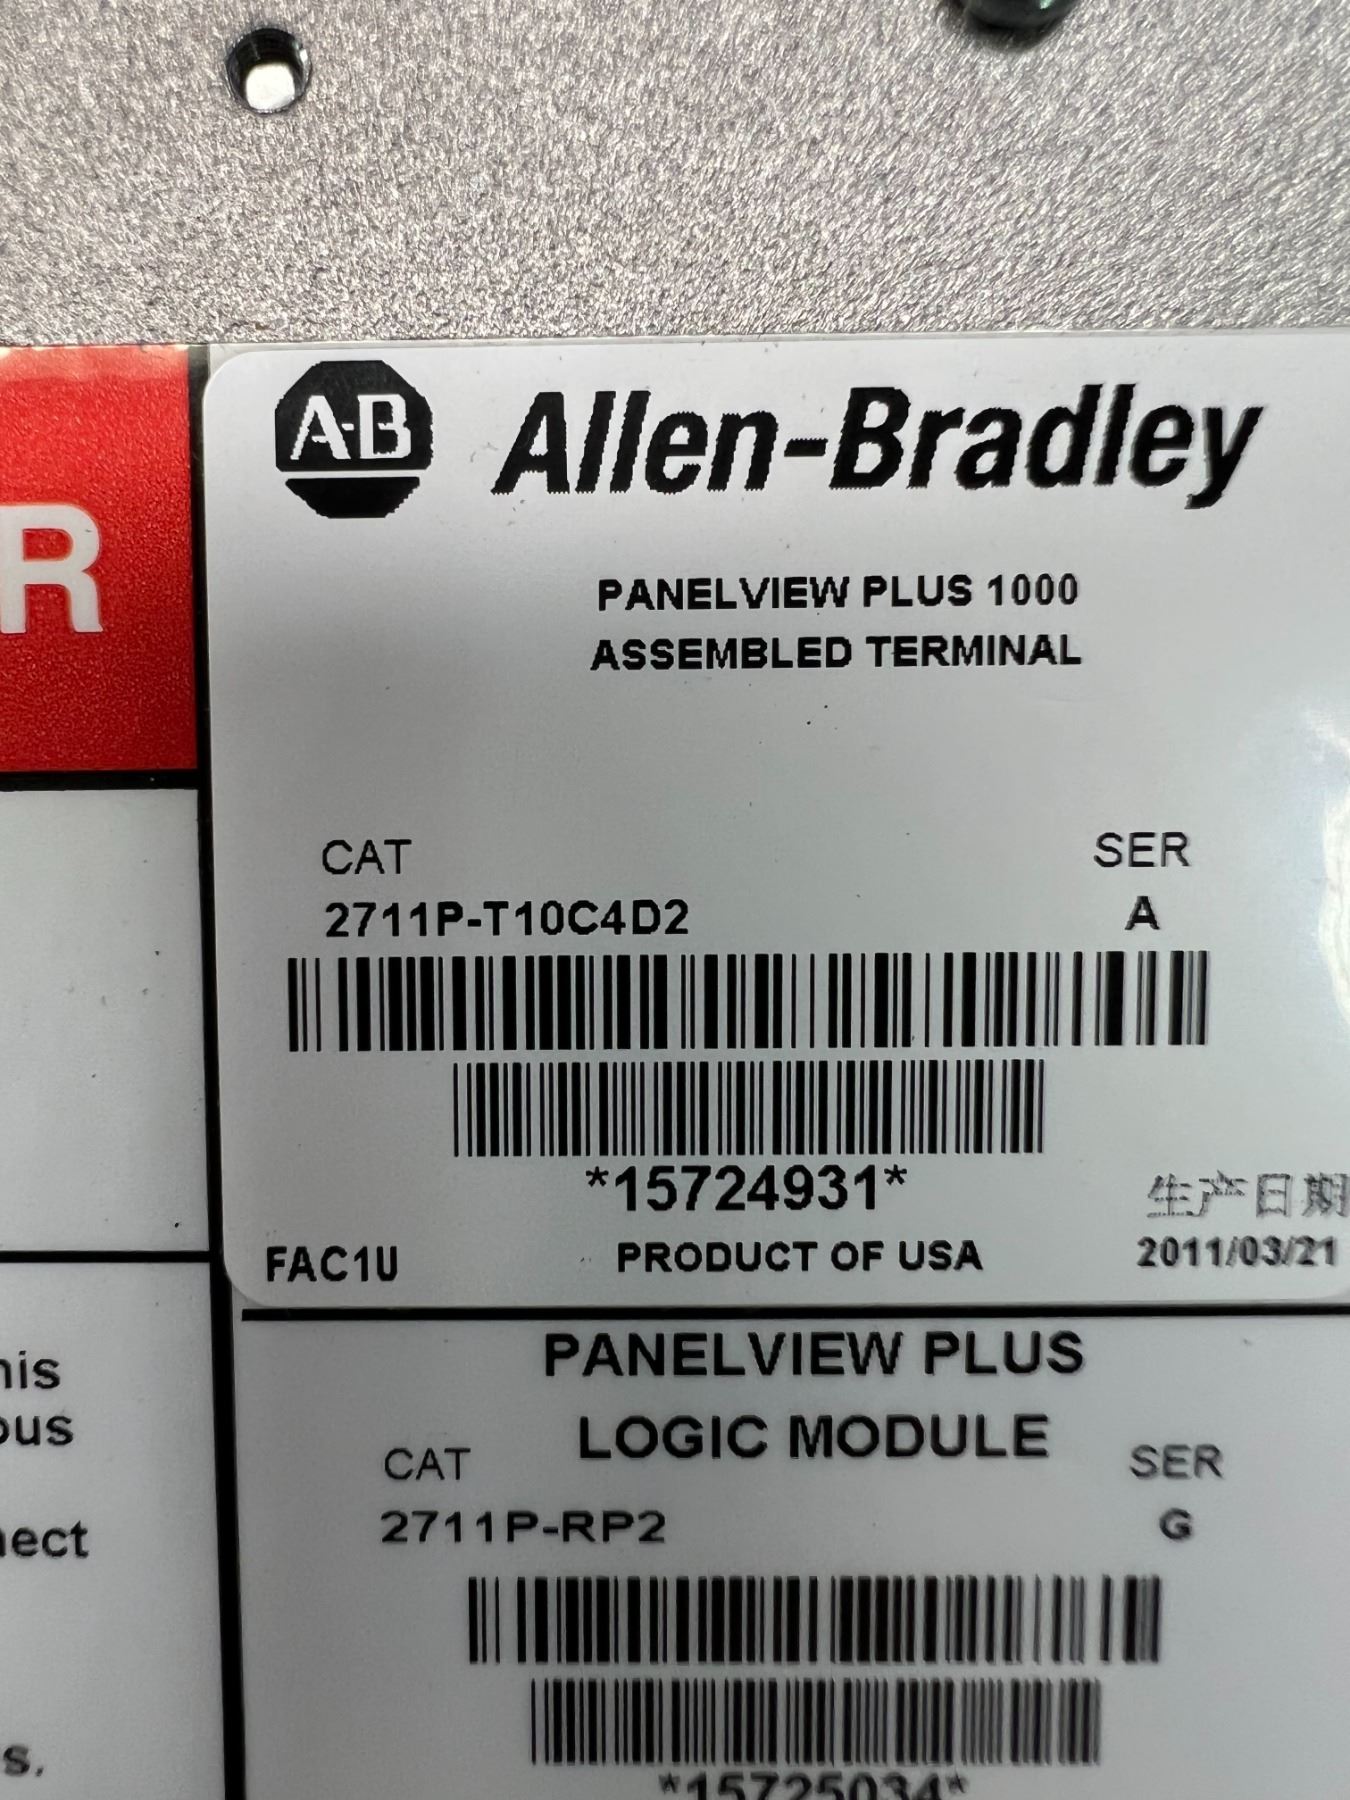 A-B Allen-Bradley
R
PANELVIEW PLUS 1000
ASSEMBLED TERMINAL
CAT SER
2711P-T10C4D2 A
*15724931*
生产日期
FAC1U PRODUCT OF USA 2011/03/21
PANELVIEW PLUS
LOGIC MODULE
CAT SER
2711P-RP2 G
*15725034*
his
ous
nect
s.